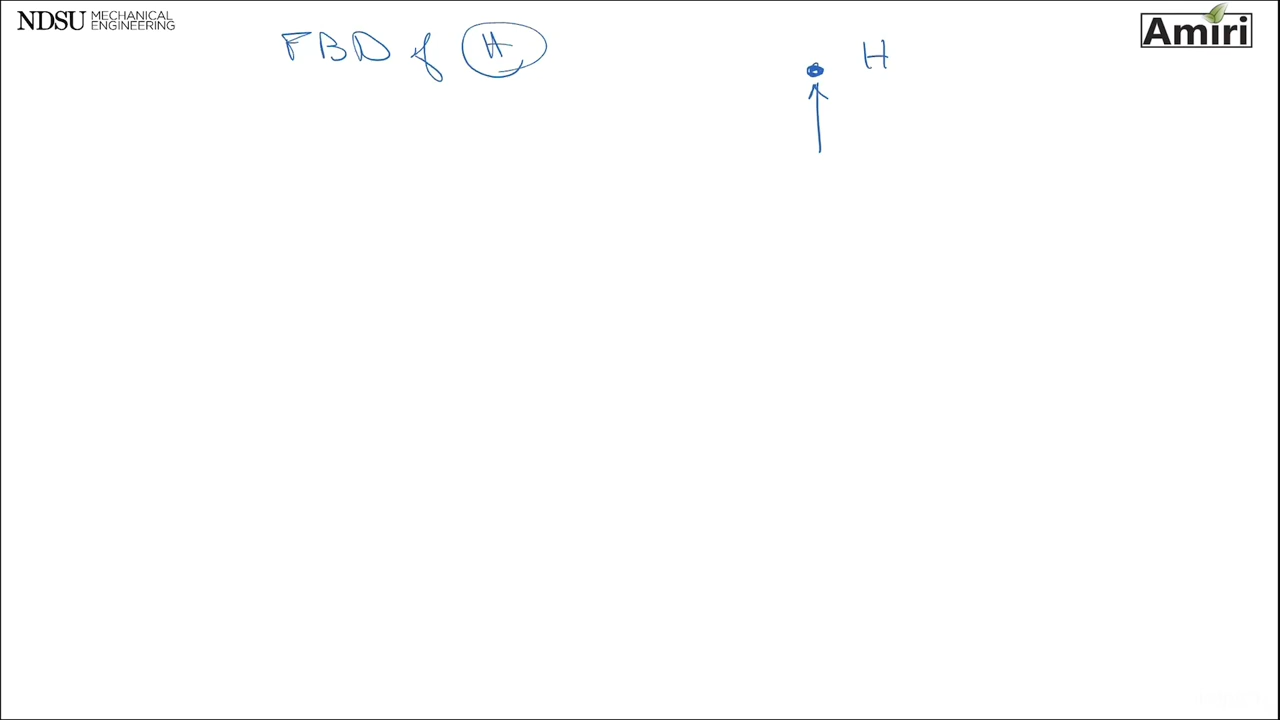 NDSU MECHANICAL ENGINEERING
Amiri
FBD of H
H